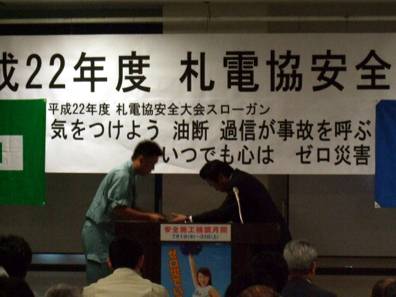 成22年度 札電協安全
平成22年度 札電協安全大会スローガン
気をつけよう 油断 過信が事故を呼ぶ
いつでも心は ゼロ災害
安全施工強調月間